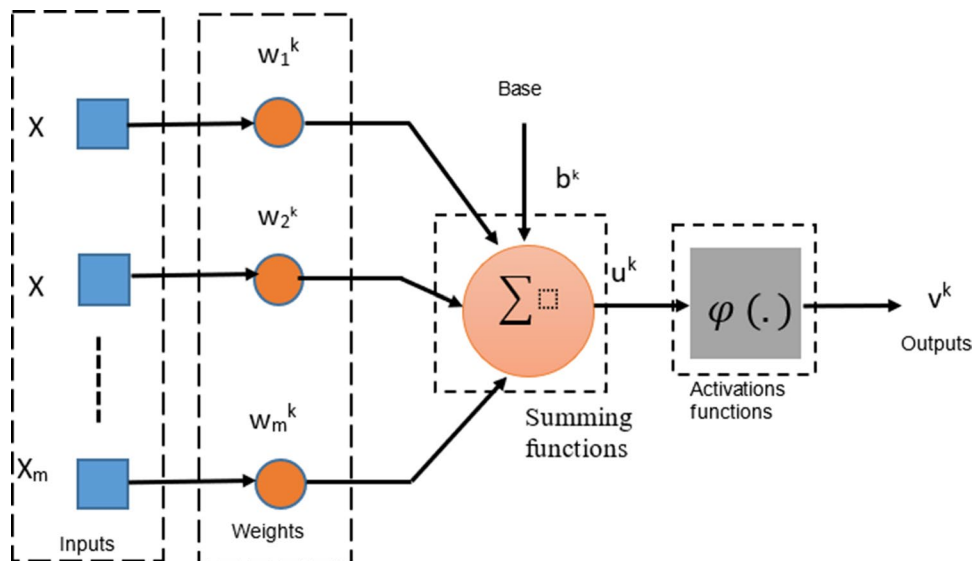 w₁ᵏ
Base
X
bᵏ
w₂ᵏ
X
∑
uᵏ
φ (.)
vᵏ
Outputs
Activations
functions
Summing
functions
wₘᵏ
Xₘ
Inputs
Weights